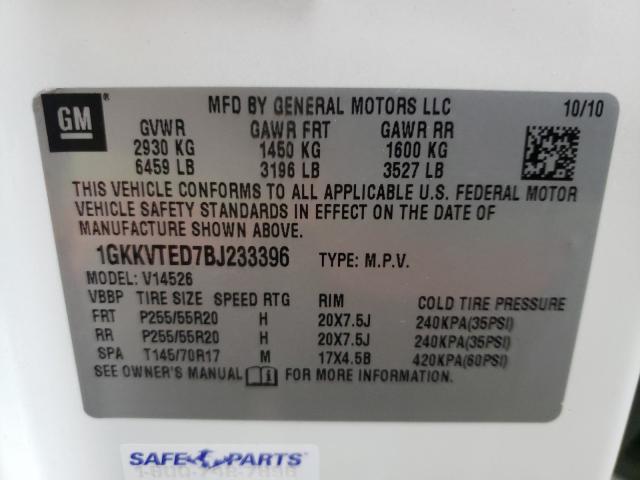 GM ®
MFD BY GENERAL MOTORS LLC 10/10
GVWR GAWR FRT GAWR RR
2930 KG 1450 KG 1600 KG
6459 LB 3196 LB 3527 LB
THIS VEHICLE CONFORMS TO ALL APPLICABLE U.S. FEDERAL MOTOR
VEHICLE SAFETY STANDARDS IN EFFECT ON THE DATE OF
MANUFACTURE SHOWN ABOVE.
1GKKVTED7BJ233396 TYPE: M.P.V.
MODEL: V14526
VBBP TIRE SIZE SPEED RTG RIM COLD TIRE PRESSURE
FRT P255/55R20 H 20X7.5J 240KPA(35PSI)
RR P255/55R20 H 20X7.5J 240KPA(35PSI)
SPA T145/70R17 M 17X4.5B 420KPA(60PSI)
SEE OWNER'S MANUAL FOR MORE INFORMATION.
SAFE PARTS